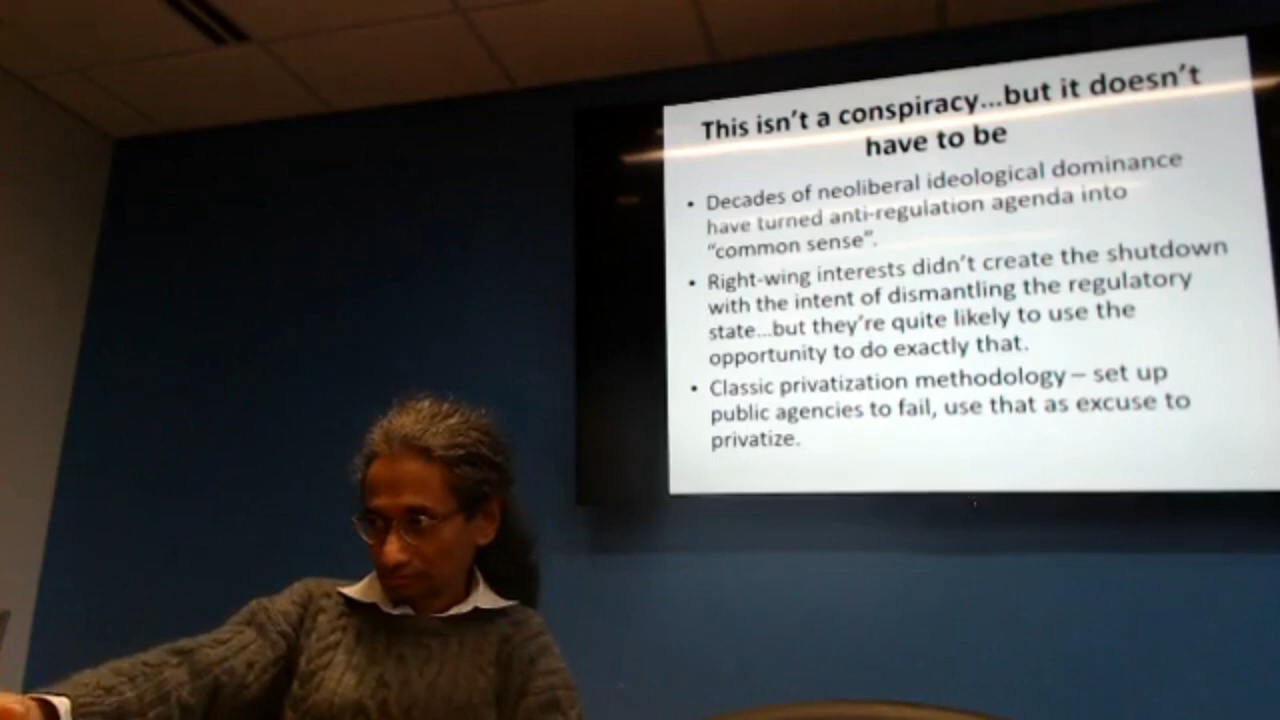 This isn't a conspiracy...but it doesn't
have to be
• Decades of neoliberal ideological dominance
have turned anti-regulation agenda into
"common sense".
• Right-wing interests didn't create the shutdown
with the intent of dismantling the regulatory
state...but they're quite likely to use the
opportunity to do exactly that.
• Classic privatization methodology – set up
public agencies to fail, use that as excuse to
privatize.